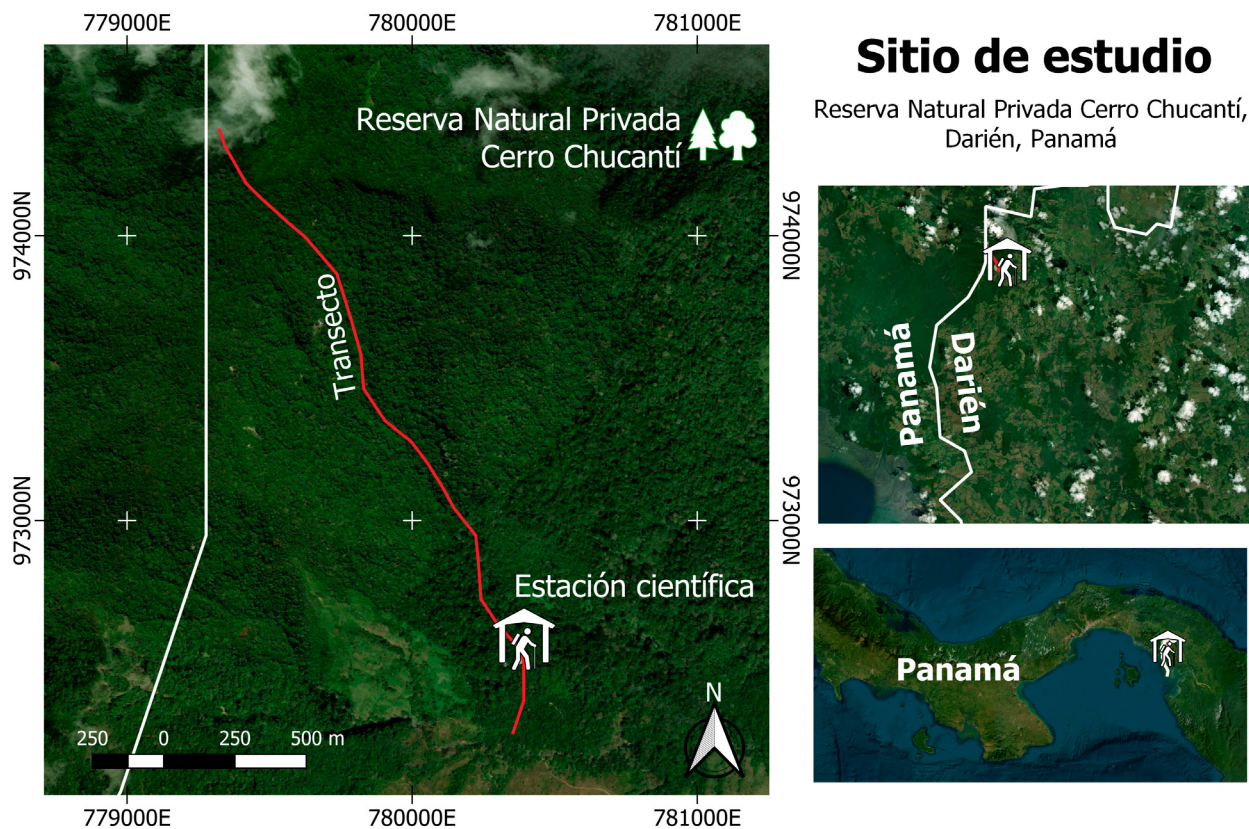 779000E
780000E
781000E
974000N
973000N
Reserva Natural Privada
Cerro Chucantí
Transecto
Estación científica
N
250 0 250 500 m
974000N
973000N
779000E
780000E
781000E
Sitio de estudio
Reserva Natural Privada Cerro Chucantí,
Darién, Panamá
Panamá
Darién
Panamá